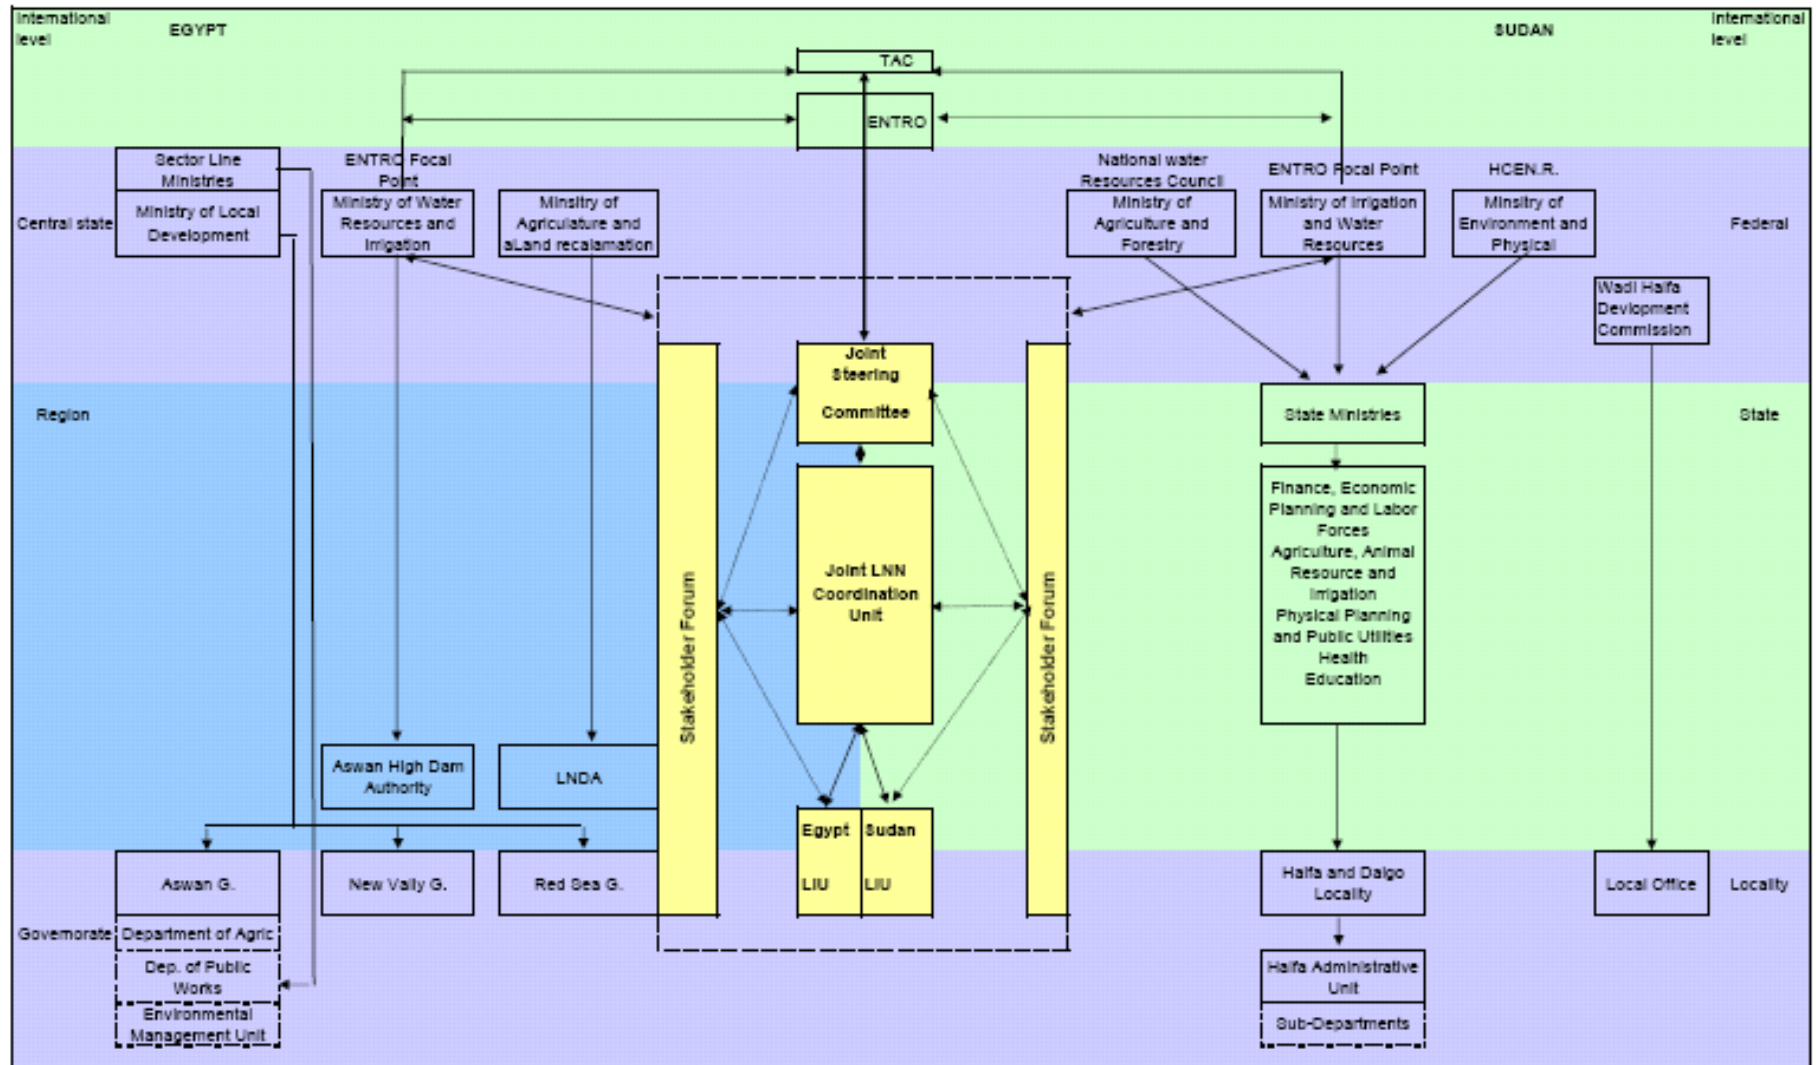 International
level
EGYPT
SUDAN
International
level
TAC
ENTRO
Sector Line
Ministries
Ministry of Local
Development
ENTRO Focal
Point
Ministry of Water
Resources and
Irrigation
Minsitry of
Agriculature and
aLand recalamation
National water
Resources Council
Ministry of
Agriculture and
Forestry
ENTRO Focal Point
Ministry of Irrigation
and Water
Resources
HCEN.R.
Minsitry of
Environment and
Physical
Central state
Federal
Wadi Halfa
Devlopment
Commission
Joint
Steering
Committee
Region
State Ministries
State
Finance, Economic
Planning and Labor
Forces
Agriculture, Animal
Resource and
Irrigation
Physical Planning
and Public Utilities
Health
Education
Joint LNN
Coordination
Unit
Stakeholder Forum
Stakeholder Forum
Aswan High Dam
Authority
LNDA
Egypt
LIU
Sudan
LIU
Aswan G.
New Vally G.
Red Sea G.
Halfa and Dalgo
Locality
Local Office
Locality
Governorate
Department of Agric
Dep. of Public
Works
Environmental
Management Unit
Halfa Administrative
Unit
Sub-Departments